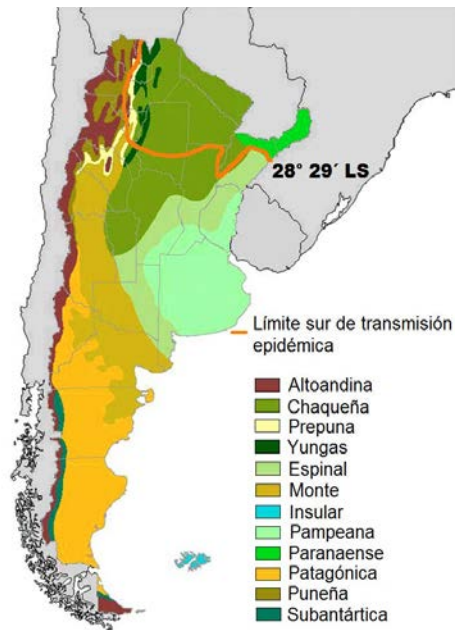 28° 29´ LS
Límite sur de transmisión
epidémica
Altoandina
Chaqueña
Prepuna
Yungas
Espinal
Monte
Insular
Pampeana
Paranaense
Patagónica
Puneña
Subantártica